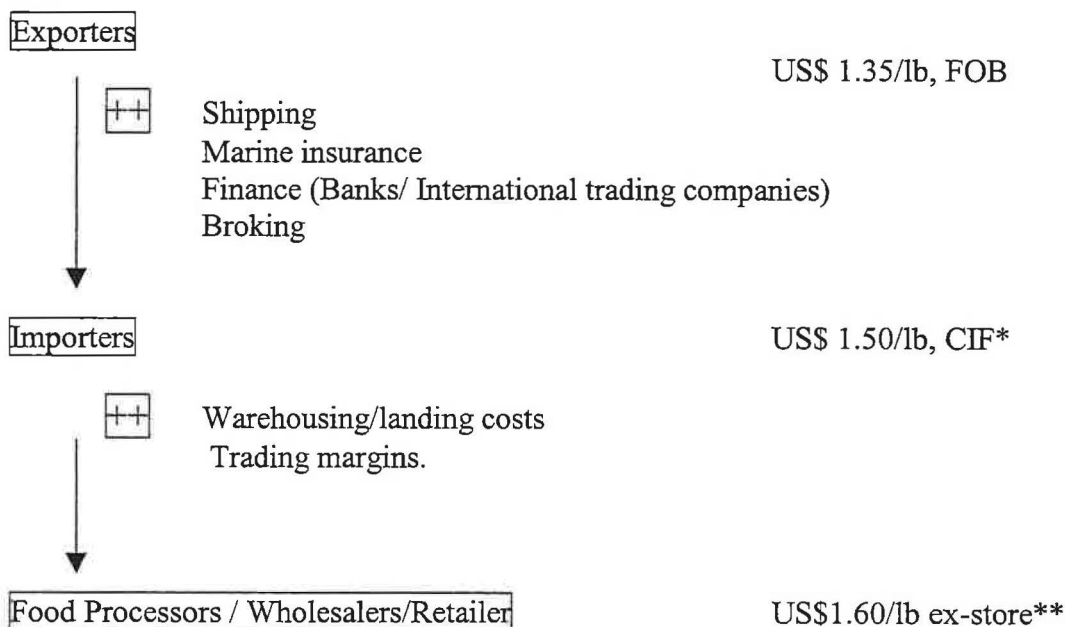 Exporters
US$ 1.35/lb, FOB
++ Shipping
Marine insurance
Finance (Banks/ International trading companies)
Broking
Importers US$ 1.50/lb, CIF*
++ Warehousing/landing costs
Trading margins.
Food Processors / Wholesalers/Retailer US$1.60/lb ex-store**